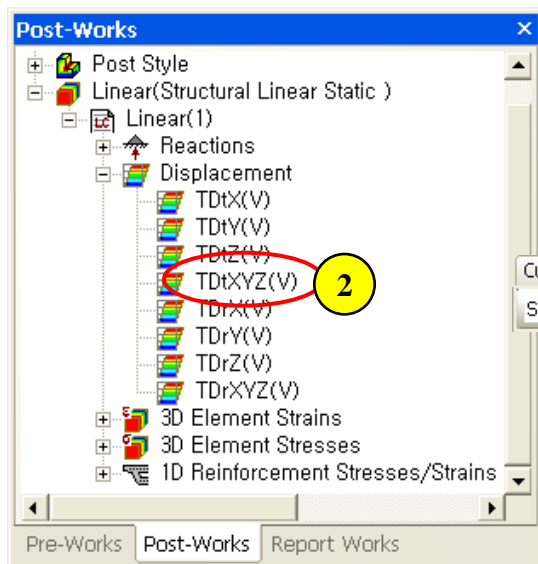 Post-Works
Post Style
Linear(Structural Linear Static )
LC Linear(1)
Reactions
Displacement
TDtX(V)
TDtY(V)
TDtZ(V)
TDtXYZ(V) 2
TDrX(V)
TDrY(V)
TDrZ(V)
TDrXYZ(V)
3D Element Strains
3D Element Stresses
1D Reinforcement Stresses/Strains
Pre-Works Post-Works Report Works